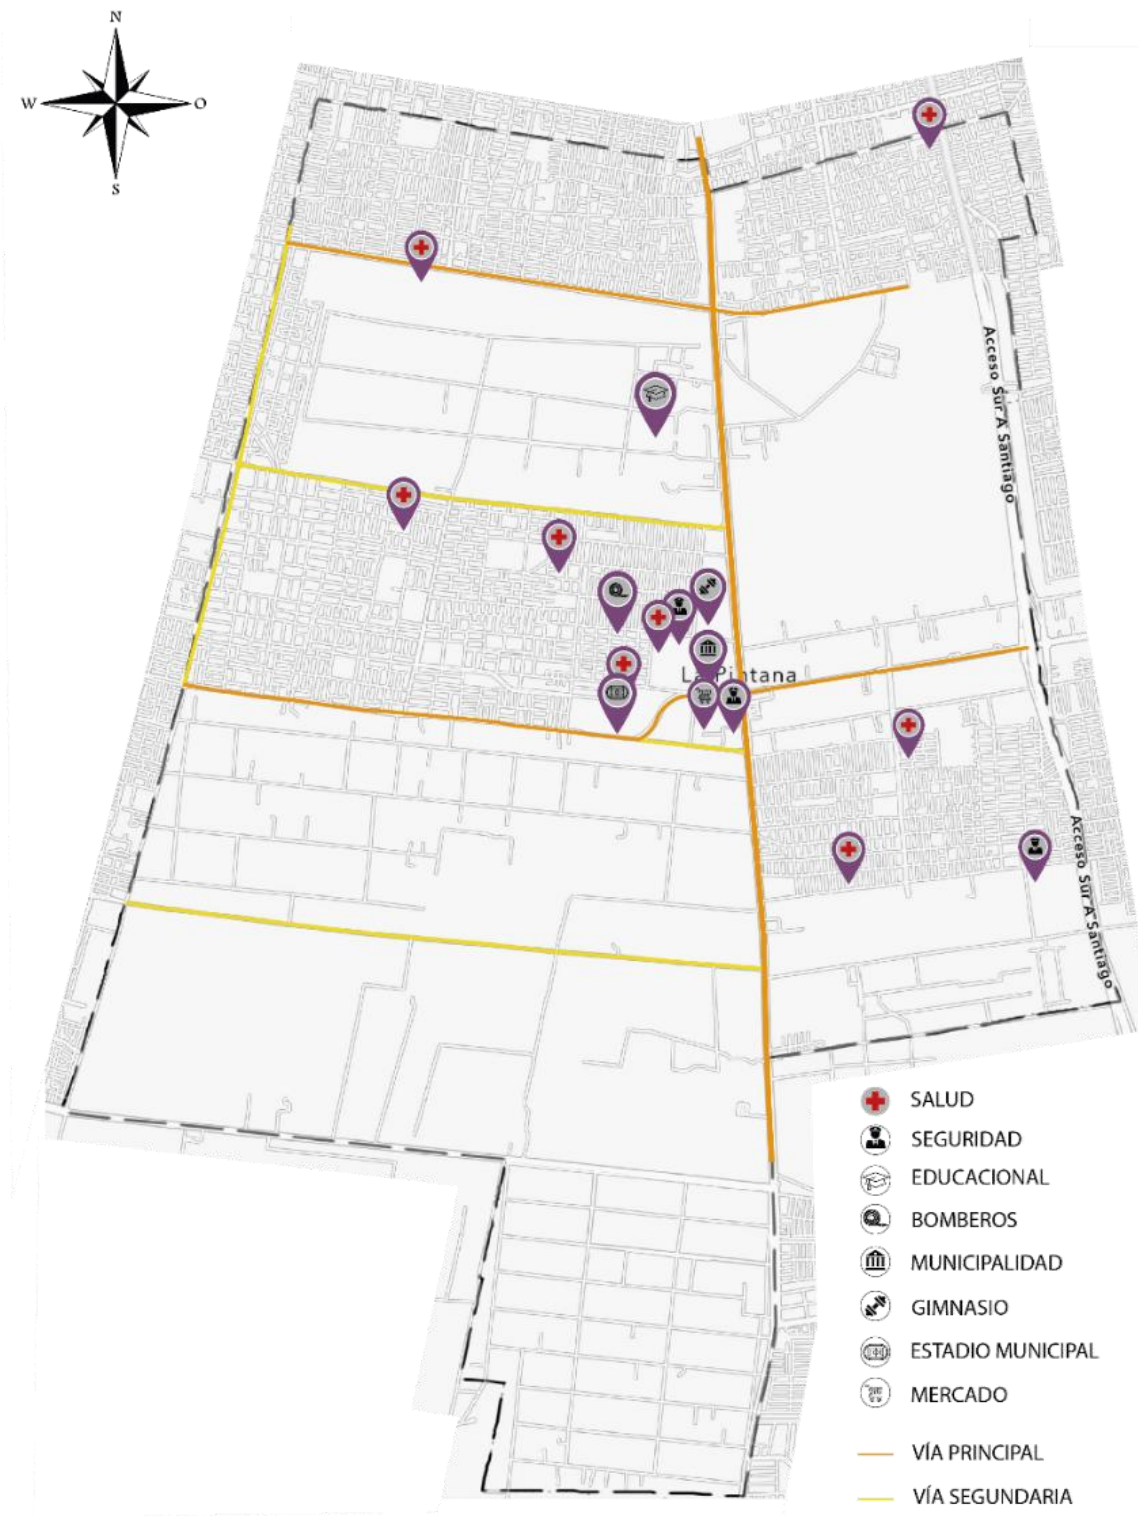 N
W
O
S
Acceso Sur A Santiago
La Pintana
Acceso Sur A Santiago
SALUD
SEGURIDAD
EDUCACIONAL
BOMBEROS
MUNICIPALIDAD
GIMNASIO
ESTADIO MUNICIPAL
MERCADO
VÍA PRINCIPAL
VÍA SEGUNDARIA